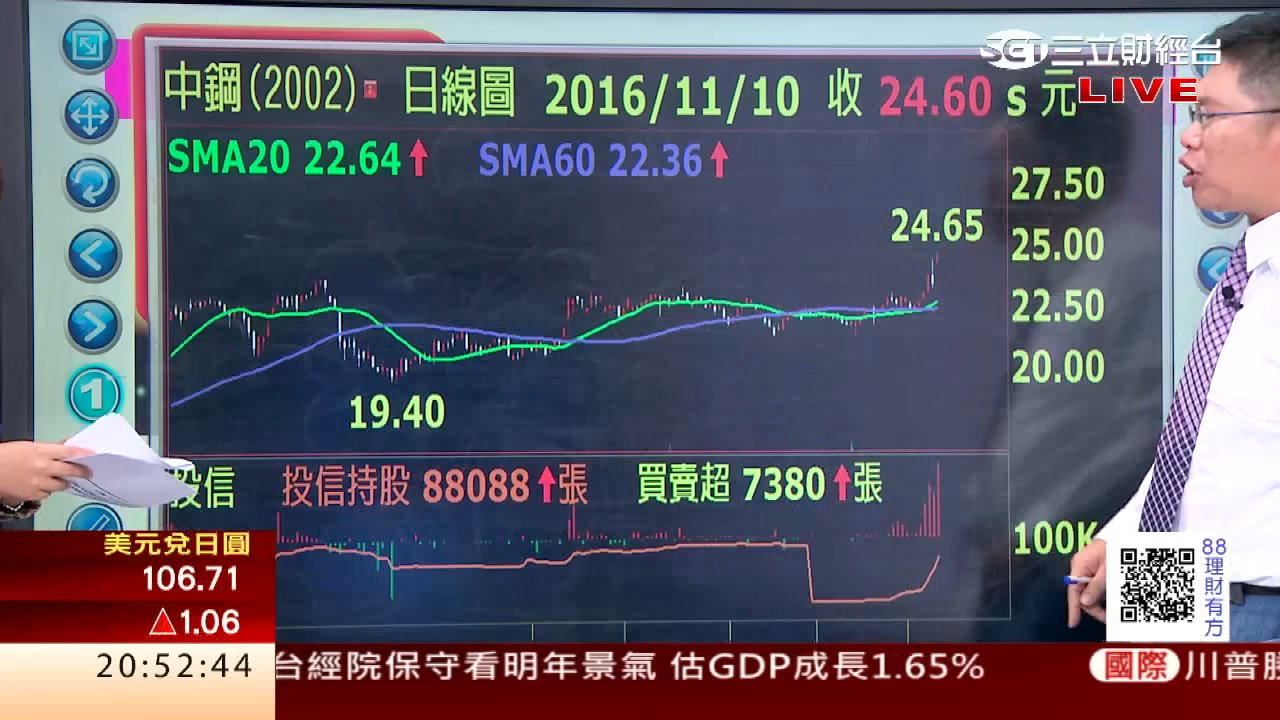 SET 三立財經台
LIVE
中鋼(2002) 日線圖 2016/11/10 收 24.60 s 元
SMA20 22.64↑ SMA60 22.36↑
27.50
24.65
25.00
22.50
20.00
19.40
1
投信 投信持股 88088↑張 買賣超 7380↑張
100K
美元兌日圓
106.71
△1.06
20:52:44
88理財有方
台經院保守看明年景氣 估GDP成長1.65%
國際 川普